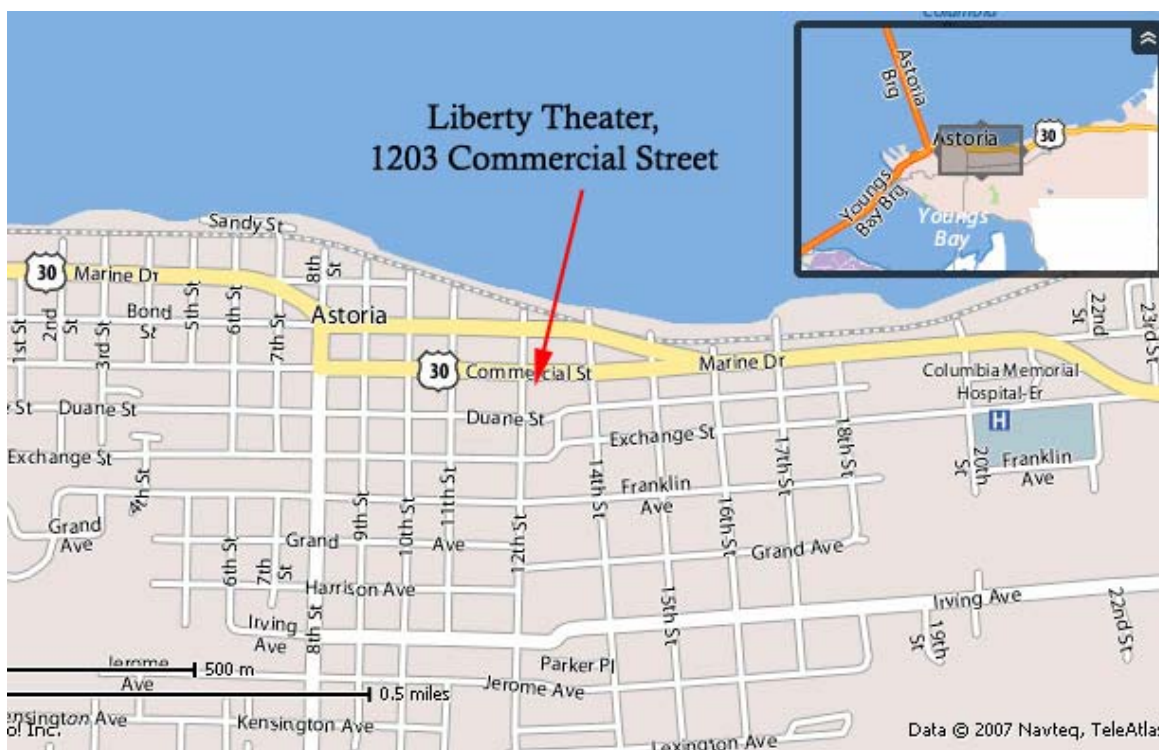 Columbia
Astoria
Brg
Astoria
30
Youngs
Bay Brg
Youngs
Bay
Liberty Theater,
1203 Commercial Street
Sandy St
30
Marine Dr
8th St
Astoria
1st St
2nd St
3rd St
Bond
St
5th St
6th St
7th St
30
Commercial St
Marine Dr
22nd St
23rd St
Columbia Memorial
Hospital-Er
H
St
Duane St
Duane St
Exchange St
Exchange St
4th St
9th St
10th St
11th St
12th St
14th St
15th St
16th St
17th St
18th St
20th St
Franklin
Ave
Franklin
Ave
Grand
Ave
Grand Ave
Grand Ave
6th St
7th St
8th St
Harrison Ave
Irving
Ave
Irving Ave
19th St
22nd St
Parker Pl
Jerome
Ave
Jerome Ave
500 m
0.5 miles
Kensington Ave
Lexington Ave
ensington Ave
o! Inc.
Data © 2007 Navteq, TeleAtlas